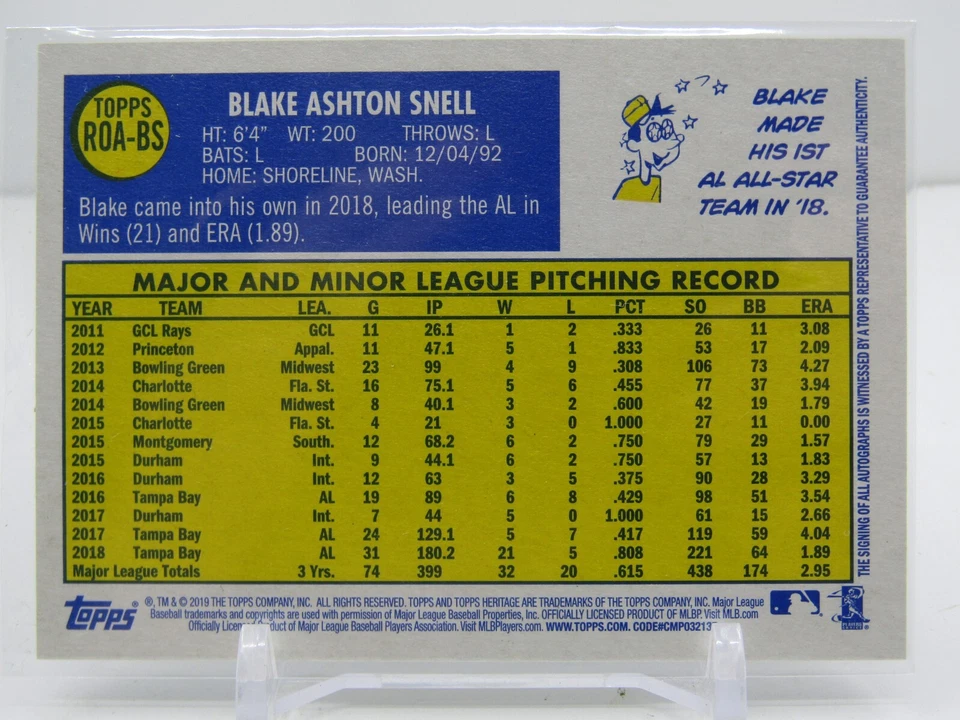 TOPPS
ROA-BS
BLAKE ASHTON SNELL
HT: 6'4" WT: 200 THROWS: L
BATS: L BORN: 12/04/92
HOME: SHORELINE, WASH.
Blake came into his own in 2018, leading the AL in
Wins (21) and ERA (1.89).
BLAKE
MADE
HIS 1ST
AL ALL-STAR
TEAM IN '18.
MAJOR AND MINOR LEAGUE PITCHING RECORD
YEAR TEAM LEA. G IP W L PCT SO BB ERA
2011 GCL Rays GCL 11 26.1 1 2 .333 26 11 3.08
2012 Princeton Appal. 11 47.1 5 1 .833 53 17 2.09
2013 Bowling Green Midwest 23 99 4 9 .308 106 73 4.27
2014 Charlotte Fla. St. 16 75.1 5 6 .455 77 37 3.94
2014 Bowling Green Midwest 8 40.1 3 2 .600 42 19 1.79
2015 Charlotte Fla. St. 4 21 3 0 1.000 27 11 0.00
2015 Montgomery South. 12 68.2 6 2 .750 79 29 1.57
2015 Durham Int. 9 44.1 6 2 .750 57 13 1.83
2016 Durham Int. 12 63 3 5 .375 90 28 3.29
2016 Tampa Bay AL 19 89 6 8 .429 98 51 3.54
2017 Durham Int. 7 44 5 0 1.000 61 15 2.66
2017 Tampa Bay AL 24 129.1 5 7 .417 119 59 4.04
2018 Tampa Bay AL 31 180.2 21 5 .808 221 64 1.89
Major League Totals 3 Yrs. 74 399 32 20 .615 438 174 2.95
THE SIGNING OF ALL AUTOGRAPHS IS WITNESSED BY A TOPPS REPRESENTATIVE TO GUARANTEE AUTHENTICITY.
Topps
®, TM & © 2019 THE TOPPS COMPANY, INC. ALL RIGHTS RESERVED, TOPPS AND TOPPS HERITAGE ARE TRADEMARKS OF THE TOPPS COMPANY, INC. Major League
Baseball trademarks and copyrights are used with permission of Major League Baseball Properties, Inc. OFFICIALLY LICENSED PRODUCT OF MLBP. Visit MLB.com
Officially of Major League Baseball Players Association. Visit MLBPlayers.com. WWW.TOPPS.COM. CODE#CMP032137